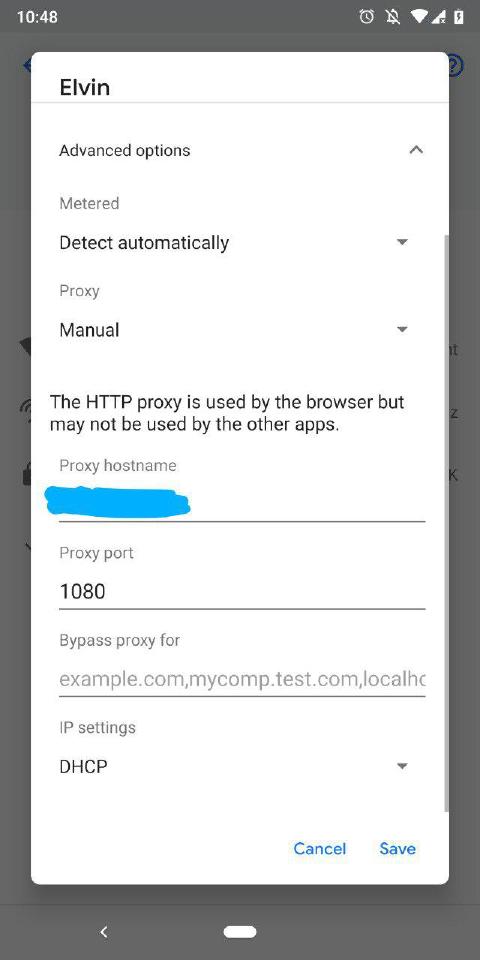 10:48
Elvin
Advanced options
Metered
Detect automatically
Proxy
Manual
The HTTP proxy is used by the browser but
may not be used by the other apps.
Proxy hostname
Proxy port
1080
Bypass proxy for
example.com,mycomp.test.com,localho
IP settings
DHCP
Cancel
Save